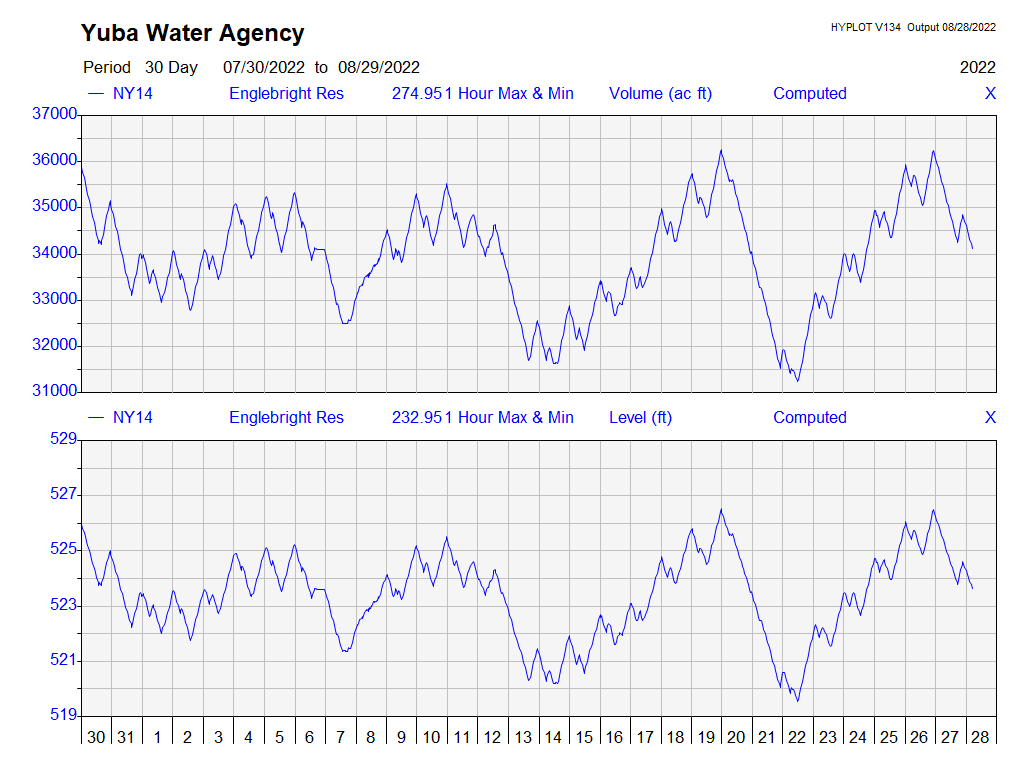 Yuba Water Agency
HYPLOT V134 Output 08/28/2022
Period 30 Day 07/30/2022 to 08/29/2022 2022
— NY14 Englebright Res 274.951 Hour Max & Min Volume (ac ft) Computed X
37000
36000
35000
34000
33000
32000
31000
— NY14 Englebright Res 232.951 Hour Max & Min Level (ft) Computed X
529
527
525
523
521
519
30 31 1 2 3 4 5 6 7 8 9 10 11 12 13 14 15 16 17 18 19 20 21 22 23 24 25 26 27 28